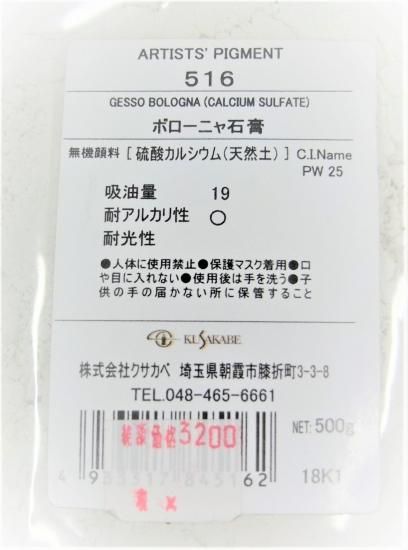 ARTISTS' PIGMENT
516
GESSO BOLOGNA (CALCIUM SULFATE)
ボローニャ石膏
無機顔料 [ 硫酸カルシウム(天然土) ] C.I.Name
PW 25
吸油量 19
耐アルカリ性 ○
耐光性
●人体に使用禁止●保護マスク着用●口
や目に入れない●使用後は手を洗う●子
供の手の届かない所に保管すること
KUSAKABE
株式会社クサカベ 埼玉県朝霞市膝折町3-3-8
TEL.048-465-6661
3200
NET: 500g
4 953317 845162
18K1